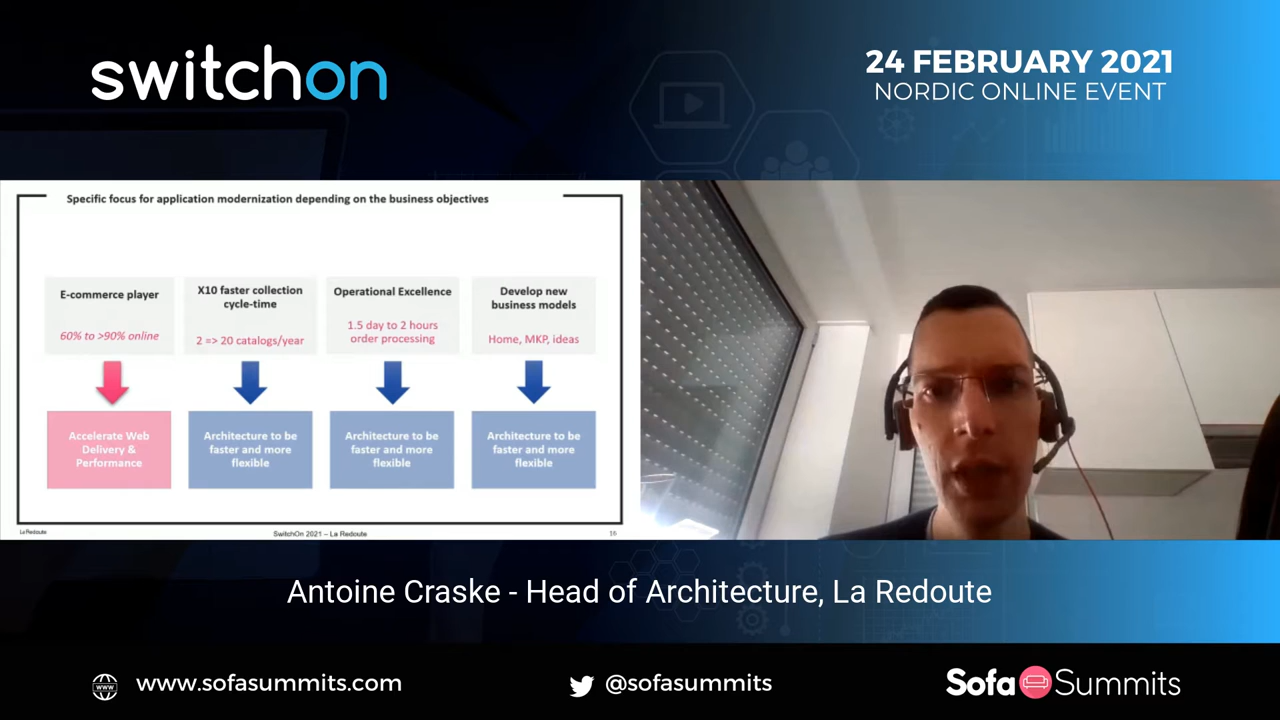 switchon
24 FEBRUARY 2021
NORDIC ONLINE EVENT
Specific focus for application modernization depending on the business objectives
E-commerce player
60% to >90% online
X10 faster collection
cycle-time
2 => 20 catalogs/year
Operational Excellence
1.5 day to 2 hours
order processing
Develop new
business models
Home, MKP, ideas
Accelerate Web
Delivery &
Performance
Architecture to be
faster and more
flexible
Architecture to be
faster and more
flexible
Architecture to be
faster and more
flexible
La Redoute
SwitchOn 2021 – La Redoute
16
Antoine Craske - Head of Architecture, La Redoute
WWW
www.sofasummits.com
@sofasummits
Sofa Summits